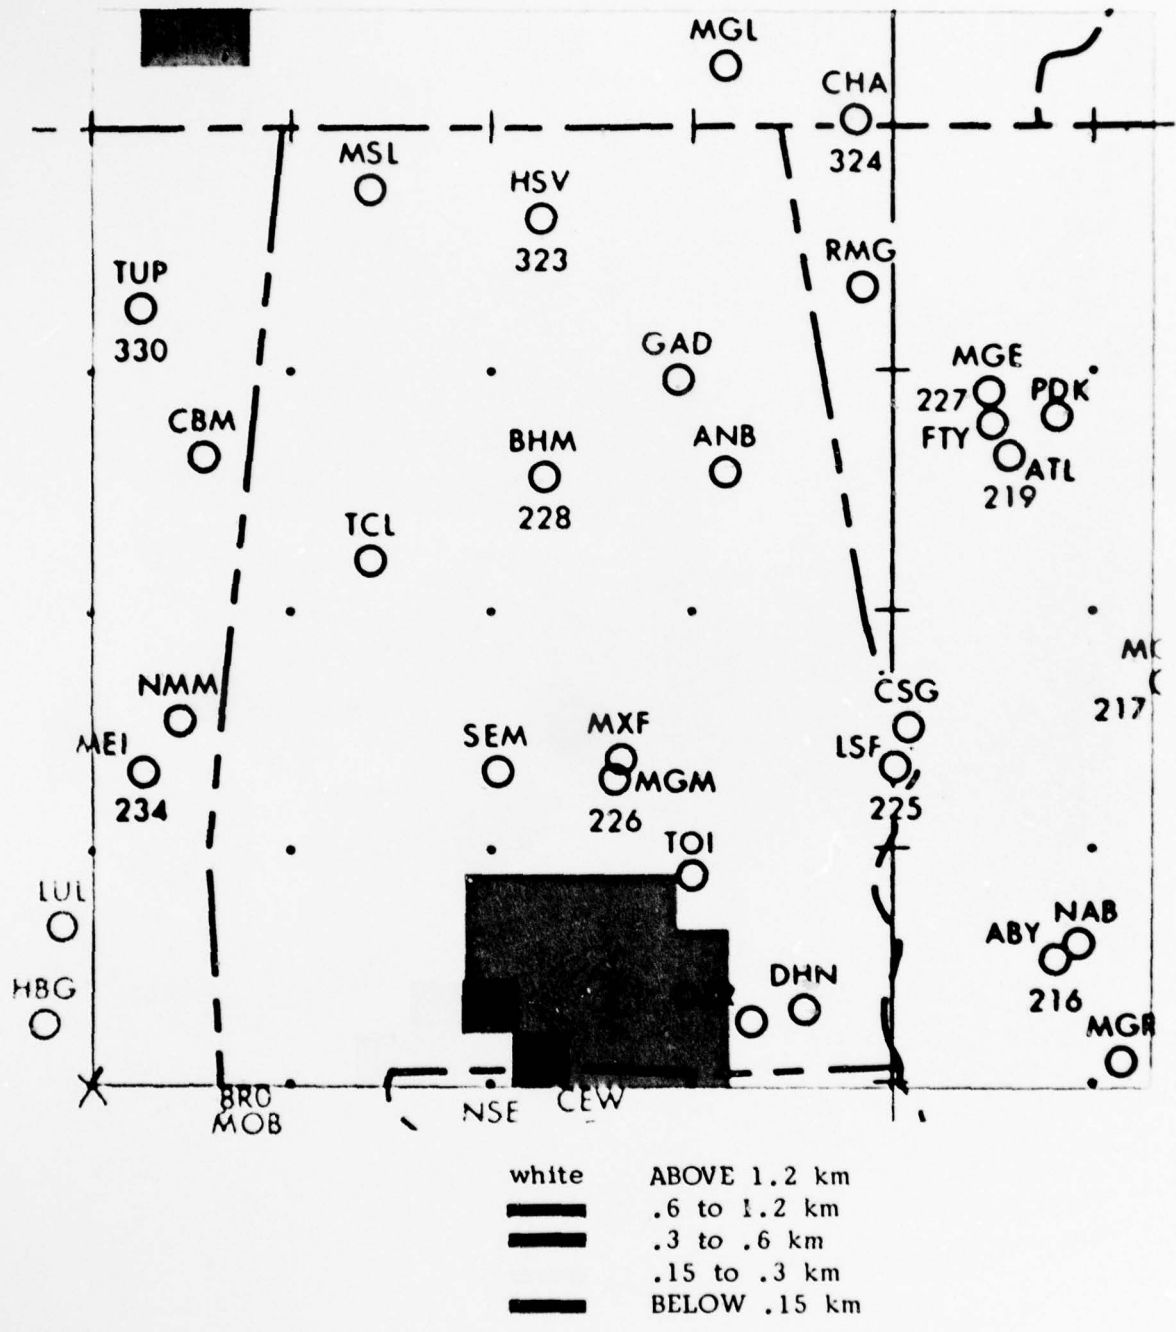 MGL
CHA
324
MSL
HSV
323
RMG
TUP
330
GAD
MGE
227
PDK
FTY
ATL
219
CBM
BHM
228
ANB
TCL
CSG
NMM
MEI
234
SEM
MXF
MGM
226
LSF
225
217
TOI
LUL
HBG
NAB
ABY
216
DHN
MGR
BRO
MOB
NSE
CEW
white ABOVE 1.2 km
.6 to 1.2 km
.3 to .6 km
.15 to .3 km
BELOW .15 km